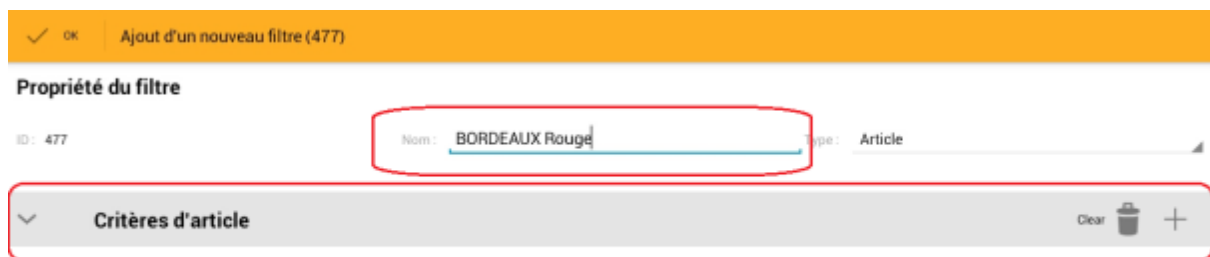 OK Ajout d'un nouveau filtre (477)
Propriété du filtre
ID : 477 Nom : BORDEAUX Rouge Type : Article
Critères d'article Clear